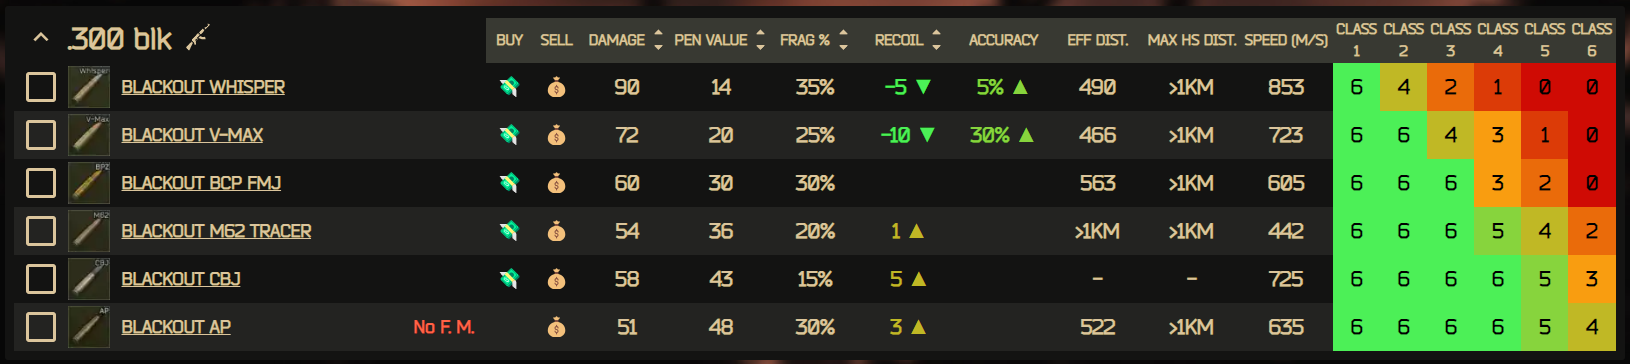 .300 blk BUY SELL DAMAGE PEN VALUE FRAG % RECOIL ACCURACY EFF DIST. MAX HS DIST. SPEED (M/S) CLASS 1 CLASS 2 CLASS 3 CLASS 4 CLASS 5 CLASS 6
Whisper BLACKOUT WHISPER 90 14 35% -5 ▼ 5% ▲ 490 >1KM 853 6 4 2 1 0 0
V-Max BLACKOUT V-MAX 72 20 25% -10 ▼ 30% ▲ 466 >1KM 723 6 6 4 3 1 0
BPZ BLACKOUT BCP FMJ 60 30 30% 563 >1KM 605 6 6 6 3 2 0
M62 BLACKOUT M62 TRACER 54 36 20% 1 ▲ >1KM >1KM 442 6 6 6 5 4 2
CBJ BLACKOUT CBJ 58 43 15% 5 ▲ - - 725 6 6 6 6 5 3
AP BLACKOUT AP No F. M. 51 48 30% 3 ▲ 522 >1KM 635 6 6 6 6 5 4